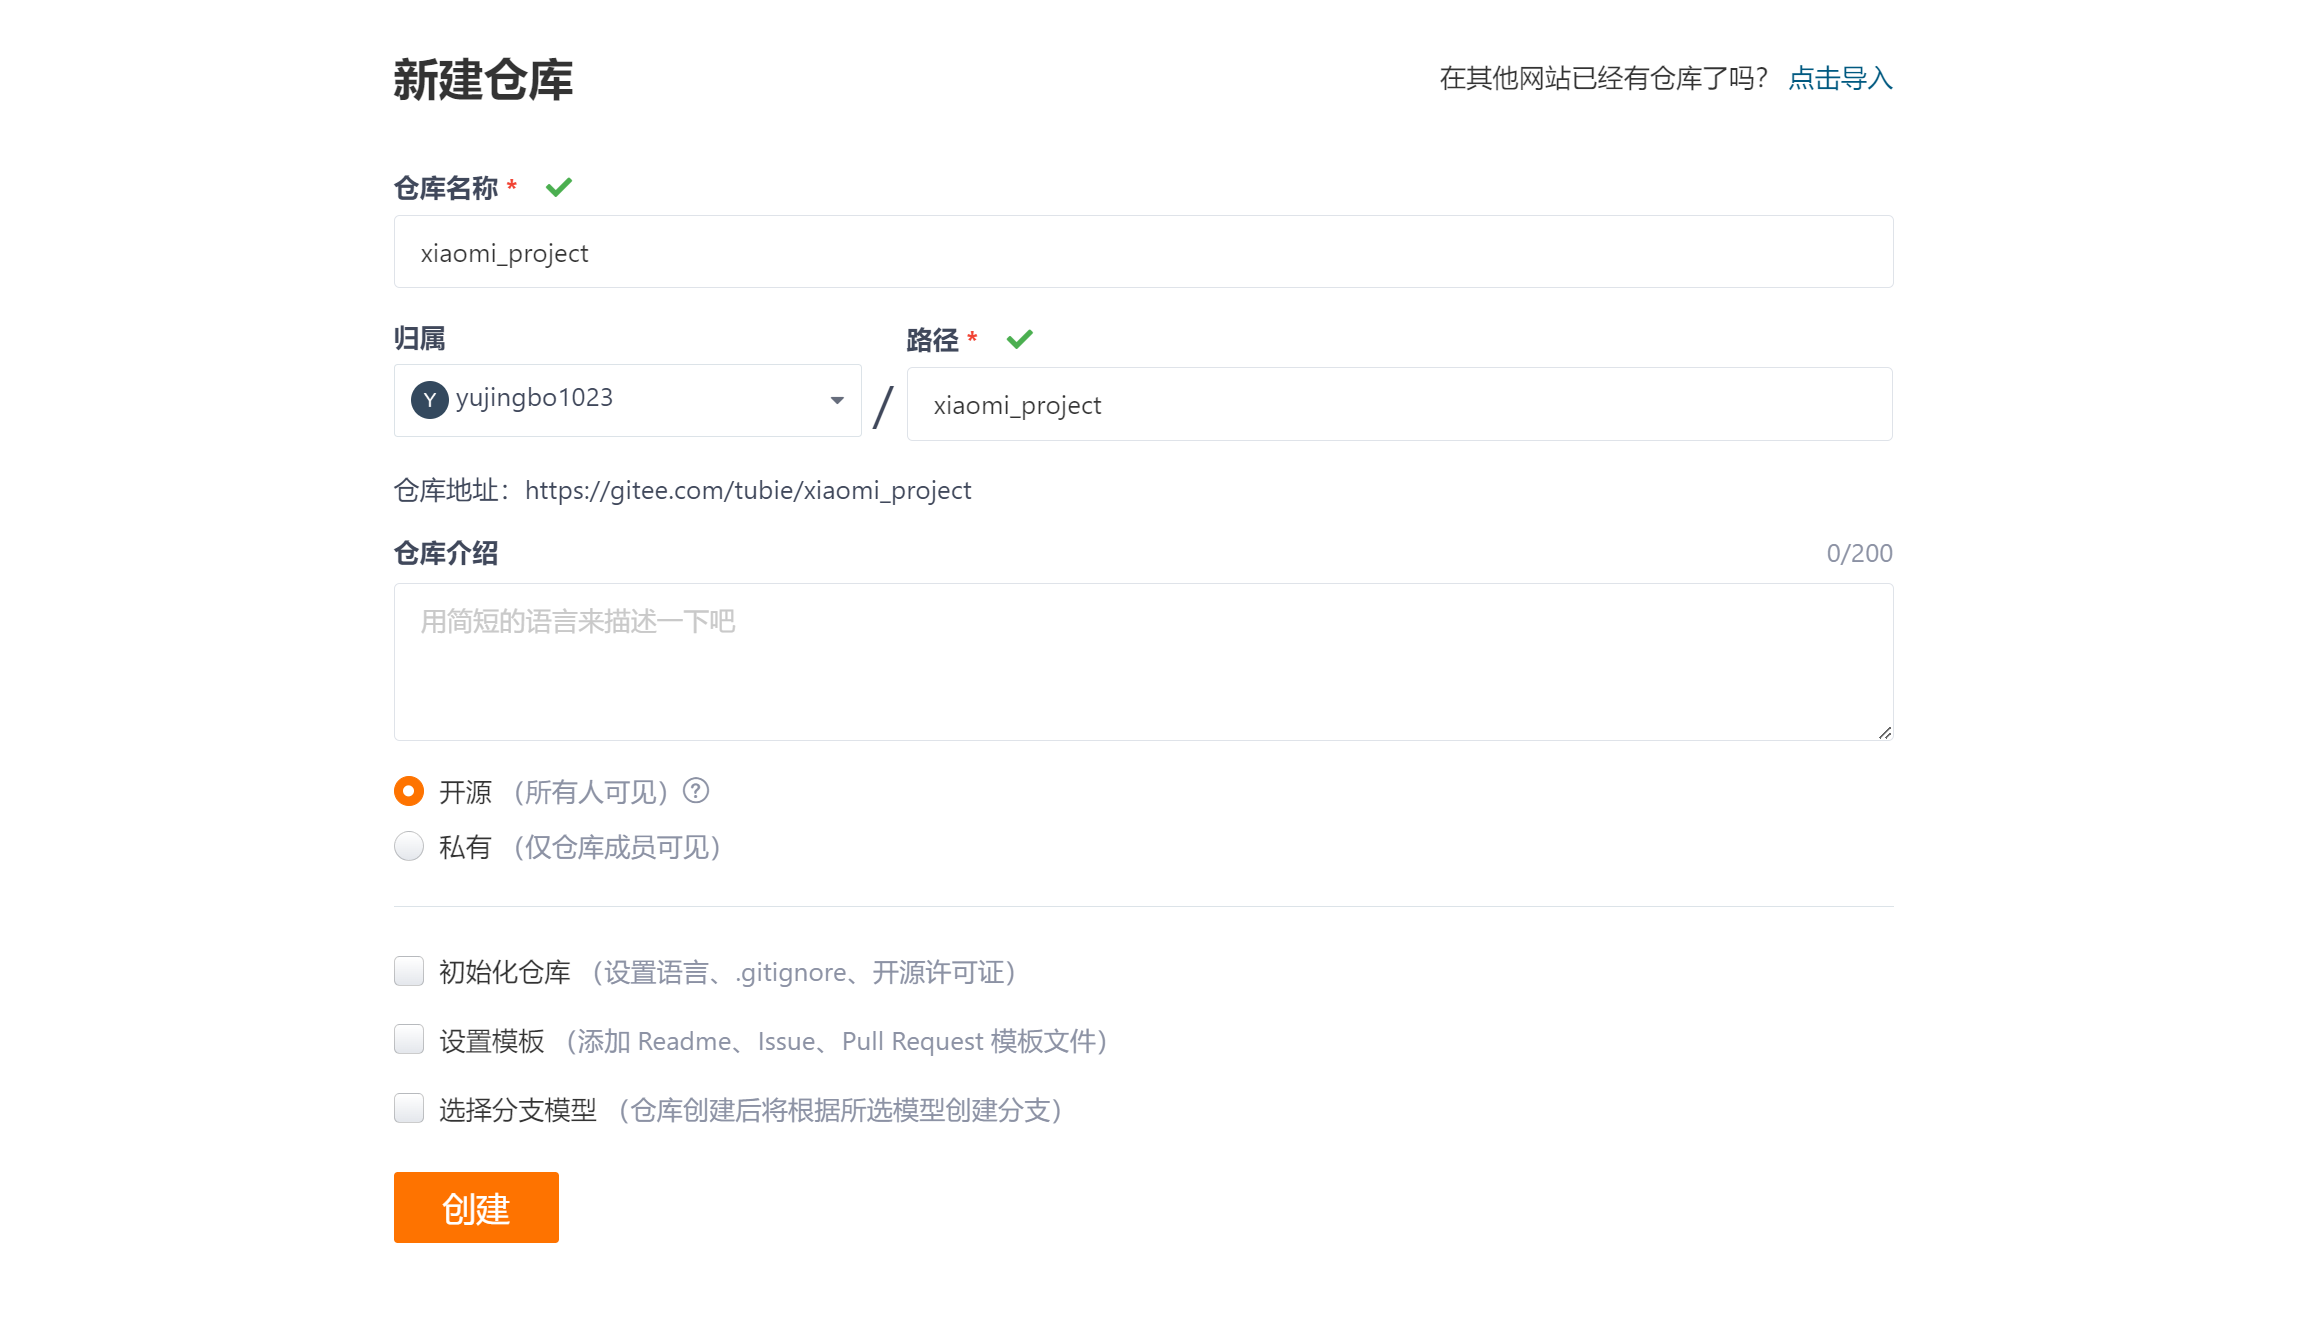 新建仓库
在其他网站已经有仓库了吗？ 点击导入
仓库名称 *
xiaomi_project
归属
路径 *
Y yujingbo1023
/
xiaomi_project
仓库地址：https://gitee.com/tubie/xiaomi_project
仓库介绍
0/200
用简短的语言来描述一下吧
开源 （所有人可见） ?
私有 （仅仓库成员可见）
初始化仓库 （设置语言、.gitignore、开源许可证）
设置模板 （添加 Readme、Issue、Pull Request 模板文件）
选择分支模型 （仓库创建后将根据所选模型创建分支）
创建